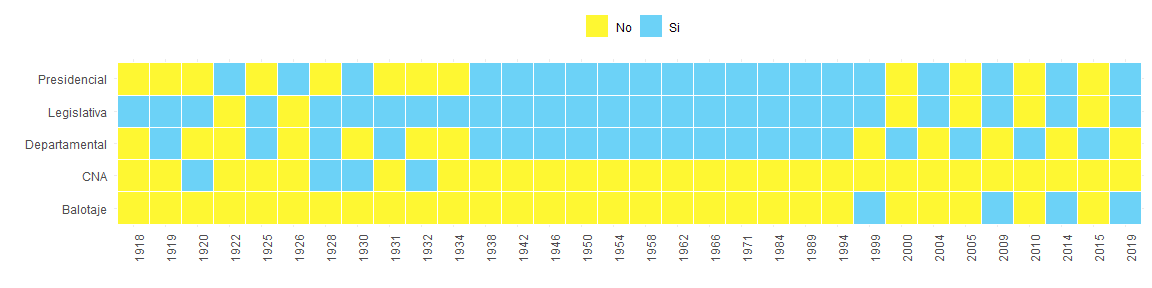 No Si
Presidencial
Legislativa
Departamental
CNA
Balotaje
1918 1919 1920 1922 1925 1926 1928 1930 1931 1932 1934 1938 1942 1946 1950 1954 1958 1962 1966 1971 1984 1989 1994 1999 2000 2004 2005 2009 2010 2014 2015 2019